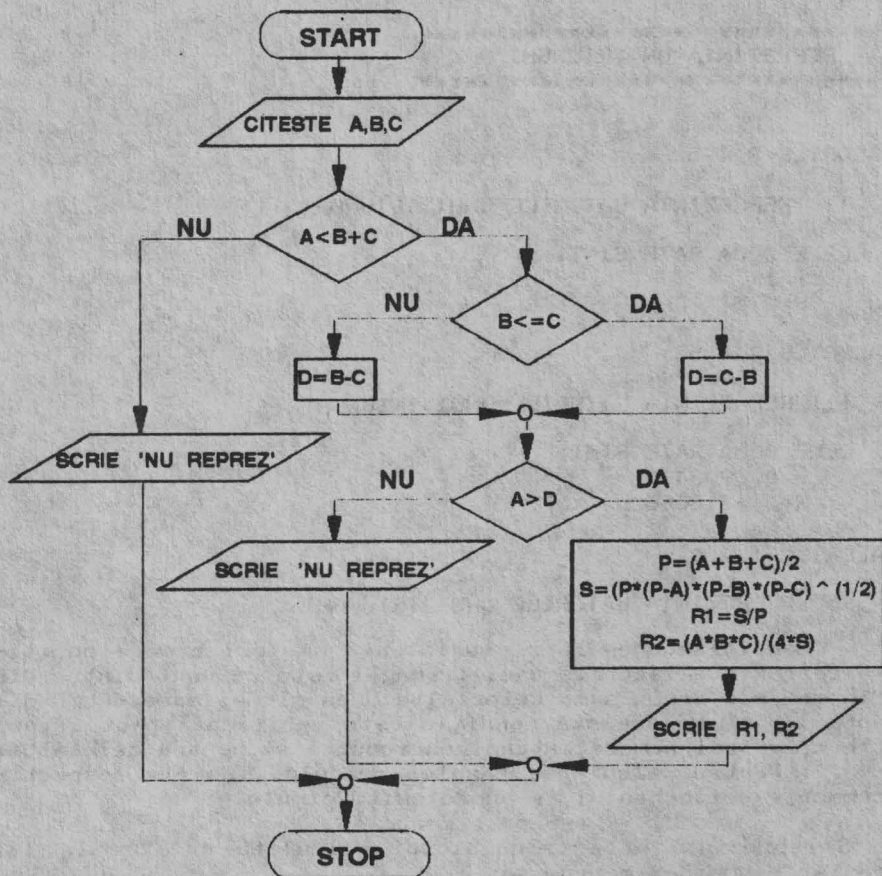 START
CITESTE A,B,C
NU
A<B+C
DA
NU
B<=C
DA
D=B-C
D=C-B
SCRIE 'NU REPREZ'
NU
A>D
DA
SCRIE 'NU REPREZ'
P=(A+B+C)/2
S=(P*(P-A)*(P-B)*(P-C)^(1/2)
R1=S/P
R2=(A*B*C)/(4*S)
SCRIE R1, R2
STOP